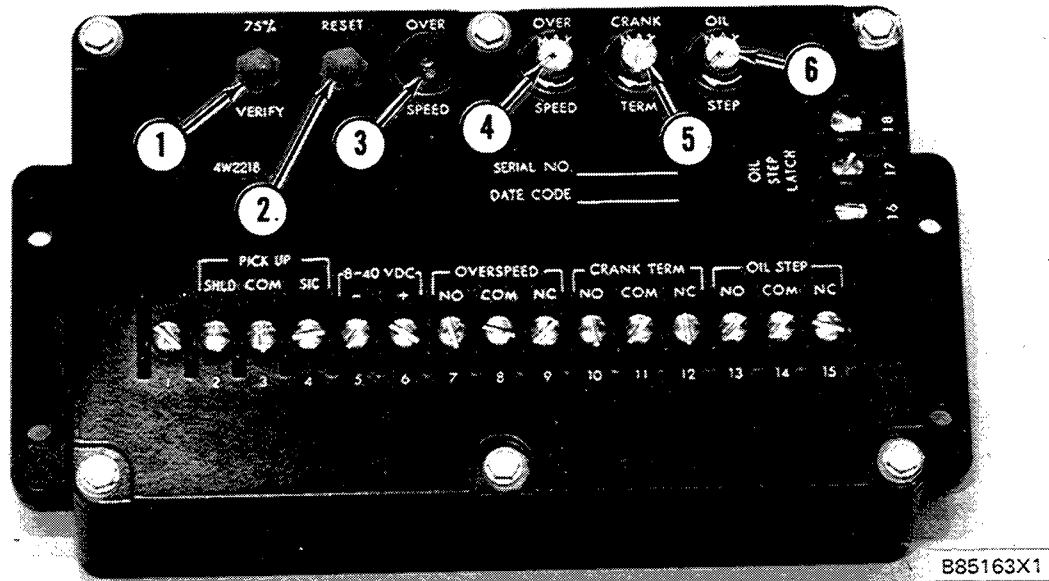 75% RESET OVER OVER CRANK OIL
MAX MAX MAX
VERIFY SPEED SPEED TERM STEP
1 2. 3 4 5 6
4W2218
SERIAL NO.
DATE CODE
OIL
STEP
LATCH
18
17
16
PICK UP 8-40 VDC OVERSPEED CRANK TERM OIL STEP
SHLD COM SIG - + NO COM NC NO COM NC NO COM NC
1 2 3 4 5 6 7 8 9 10 11 12 13 14 15
B85163X1